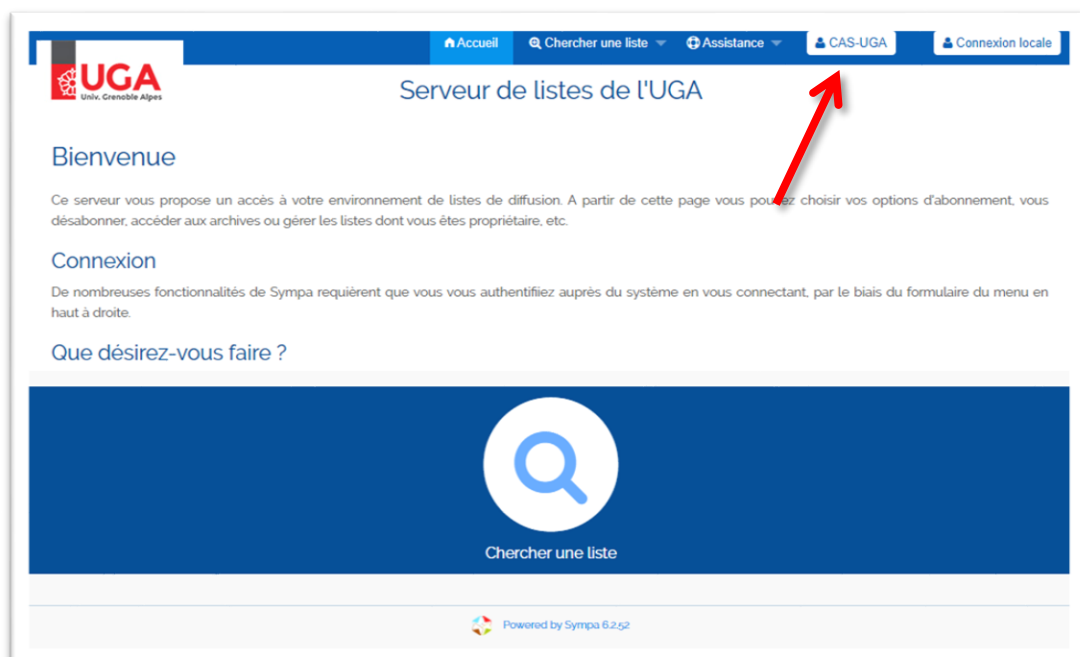 Accueil Chercher une liste Assistance CAS-UGA Connexion locale
UGA
Univ. Grenoble Alpes
Serveur de listes de l'UGA
Bienvenue
Ce serveur vous propose un accès à votre environnement de listes de diffusion. A partir de cette page vous pouvez choisir vos options d'abonnement, vous
désabonner, accéder aux archives ou gérer les listes dont vous êtes propriétaire, etc.
Connexion
De nombreuses fonctionnalités de Sympa requièrent que vous vous authentifiiez auprès du système en vous connectant, par le biais du formulaire du menu en
haut à droite.
Que désirez-vous faire ?
Chercher une liste
Powered by Sympa 6.2.52